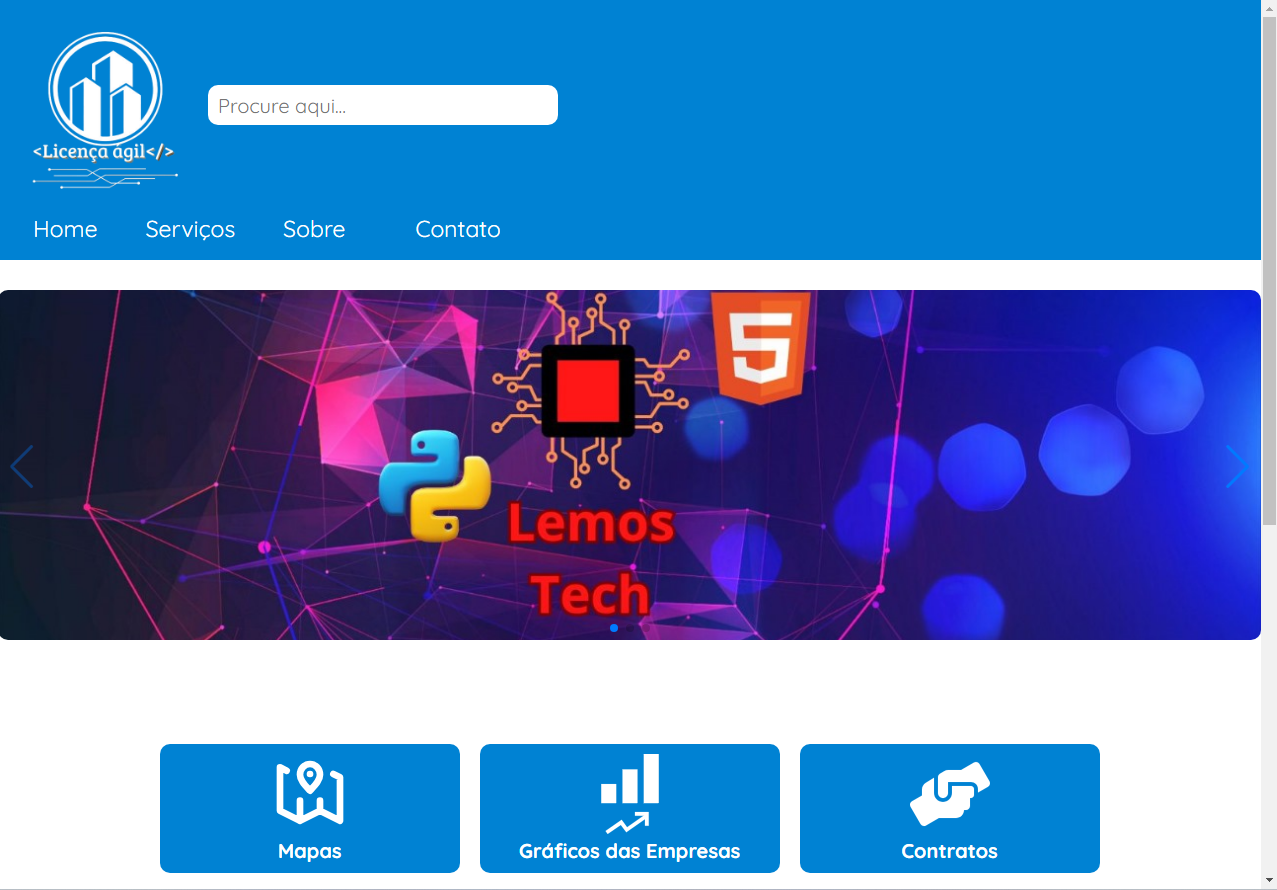 <Licença ágil</>
Procure aqui...
Home Serviços Sobre Contato
5
Lemos
Tech
Mapas Gráficos das Empresas Contratos